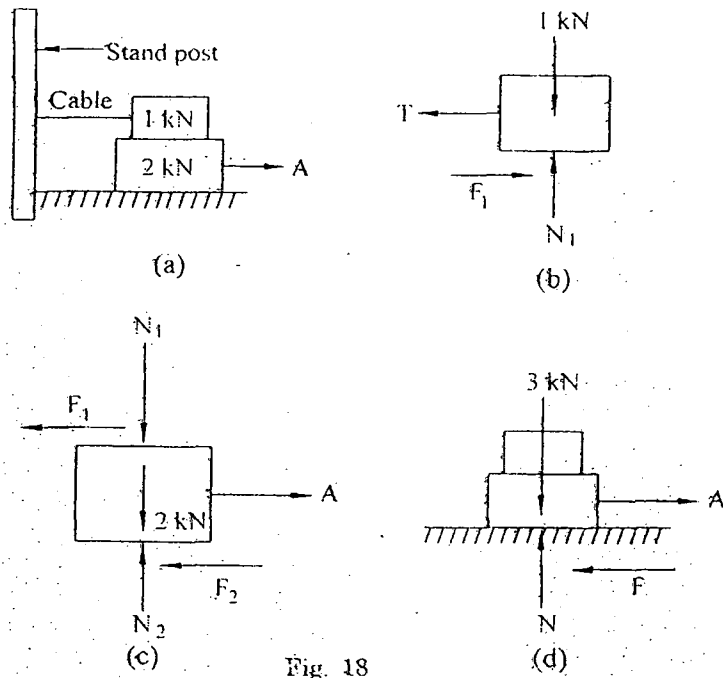 Stand post
Cable
1 kN
2 kN
A
(a)
1 kN
T
F₁
N₁
(b)
N₁
F₁
A
2 kN
F₂
N₂
(c)
3 kN
A
F
N
(d)
Fig. 18